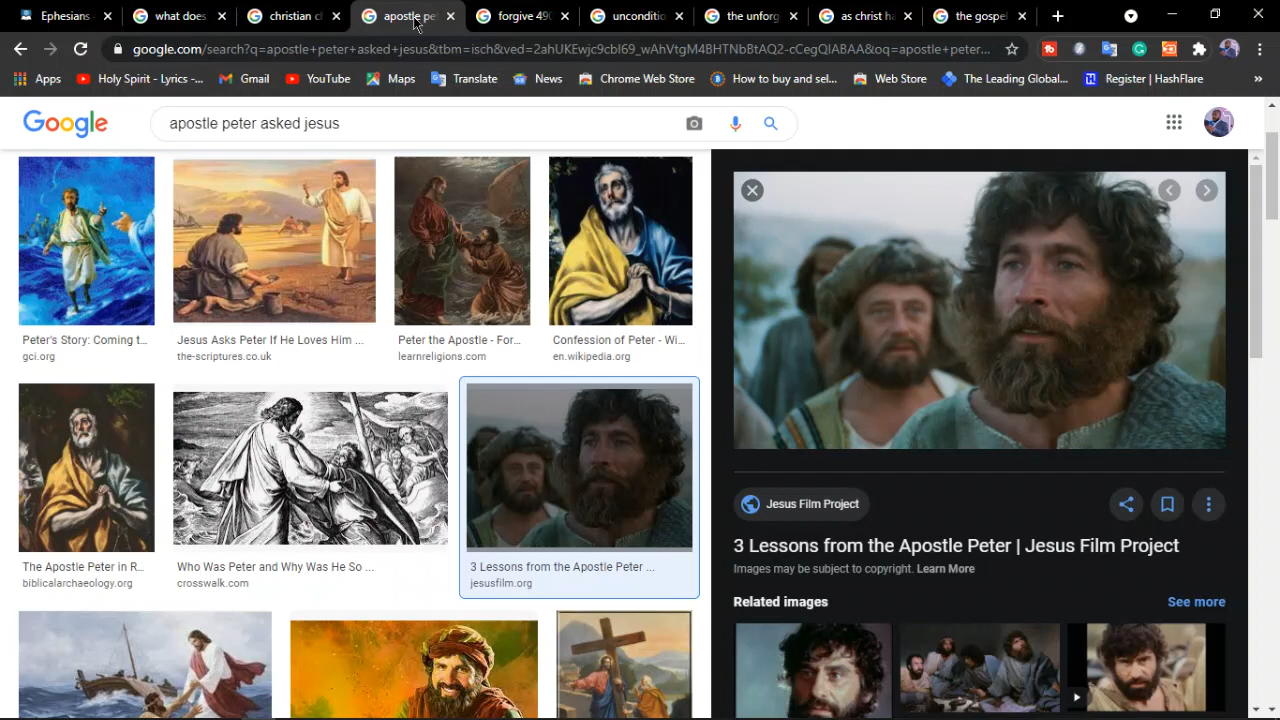 Ephesians
what does
christian cl
apostle pet
forgive 490
uncondition
the unforg
as christ ha
the gospel
google.com/search?q=apostle+peter+asked+jesus&tbm=isch&ved=2ahUKEwjc9cbl69_wAhVtgM4BHTNbBtAQ2-cCegQIABAA&oq=apostle+peter...
Apps
Holy Spirit - Lyrics -...
Gmail
YouTube
Maps
Translate
News
Chrome Web Store
How to buy and sel...
Web Store
The Leading Global...
Register | HashFlare
»
Google
apostle peter asked jesus
Peter's Story: Coming t...
gci.org
Jesus Asks Peter If He Loves Him ...
the-scriptures.co.uk
Peter the Apostle - For...
learnreligions.com
Confession of Peter - Wi...
en.wikipedia.org
The Apostle Peter in R...
biblicalarchaeology.org
Who Was Peter and Why Was He So ...
crosswalk.com
3 Lessons from the Apostle Peter ...
jesusfilm.org
Jesus Film Project
3 Lessons from the Apostle Peter | Jesus Film Project
Images may be subject to copyright. Learn More
Related images
See more